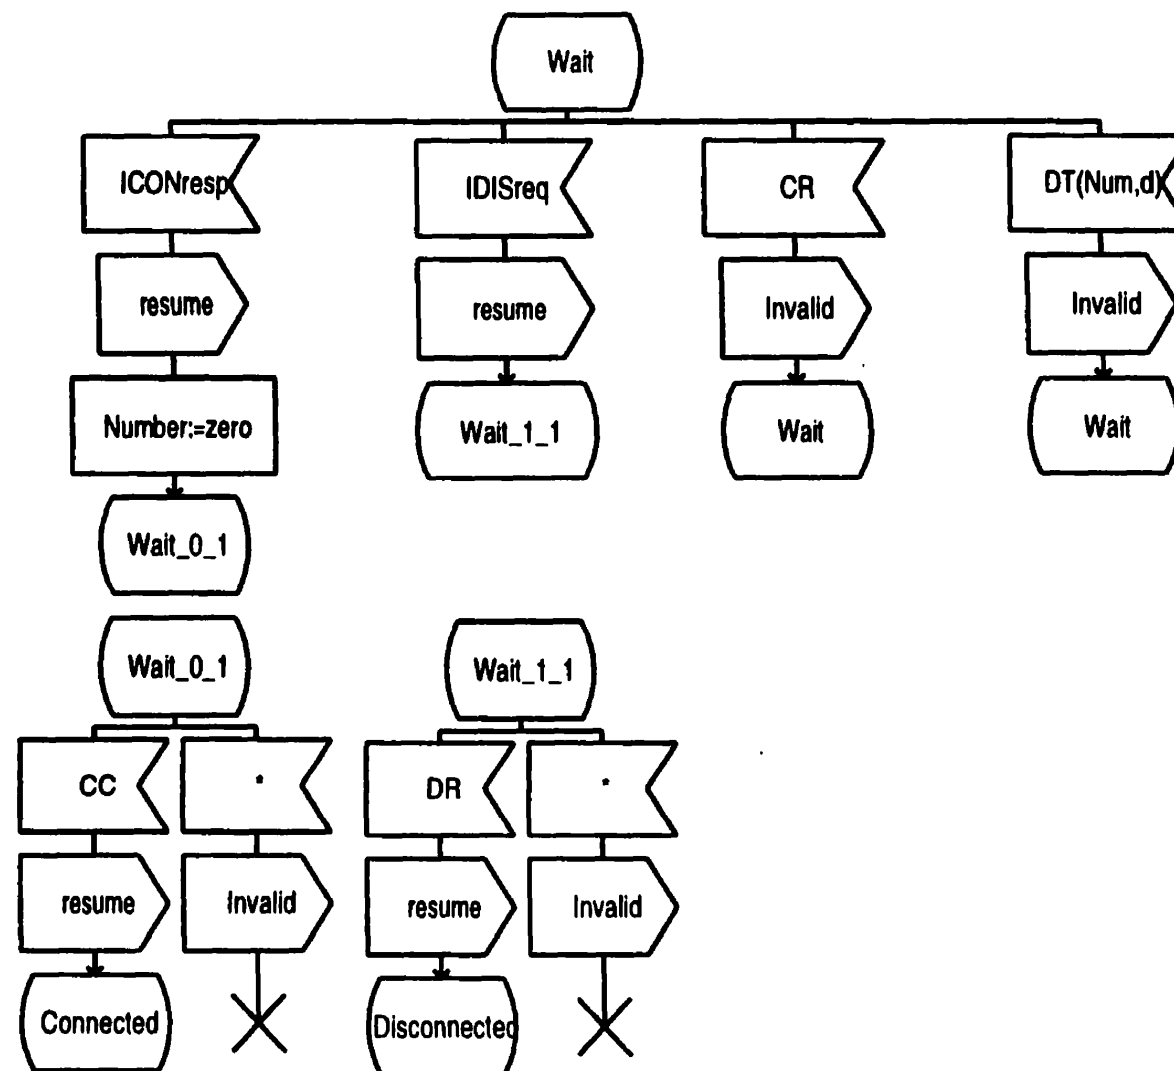 Wait
ICONresp
IDISreq
CR
DT(Num,d)
resume
resume
Invalid
Invalid
Number:=zero
Wait_1_1
Wait
Wait
Wait_0_1
Wait_0_1
Wait_1_1
CC
*
DR
*
resume
Invalid
resume
Invalid
Connected
Disconnected